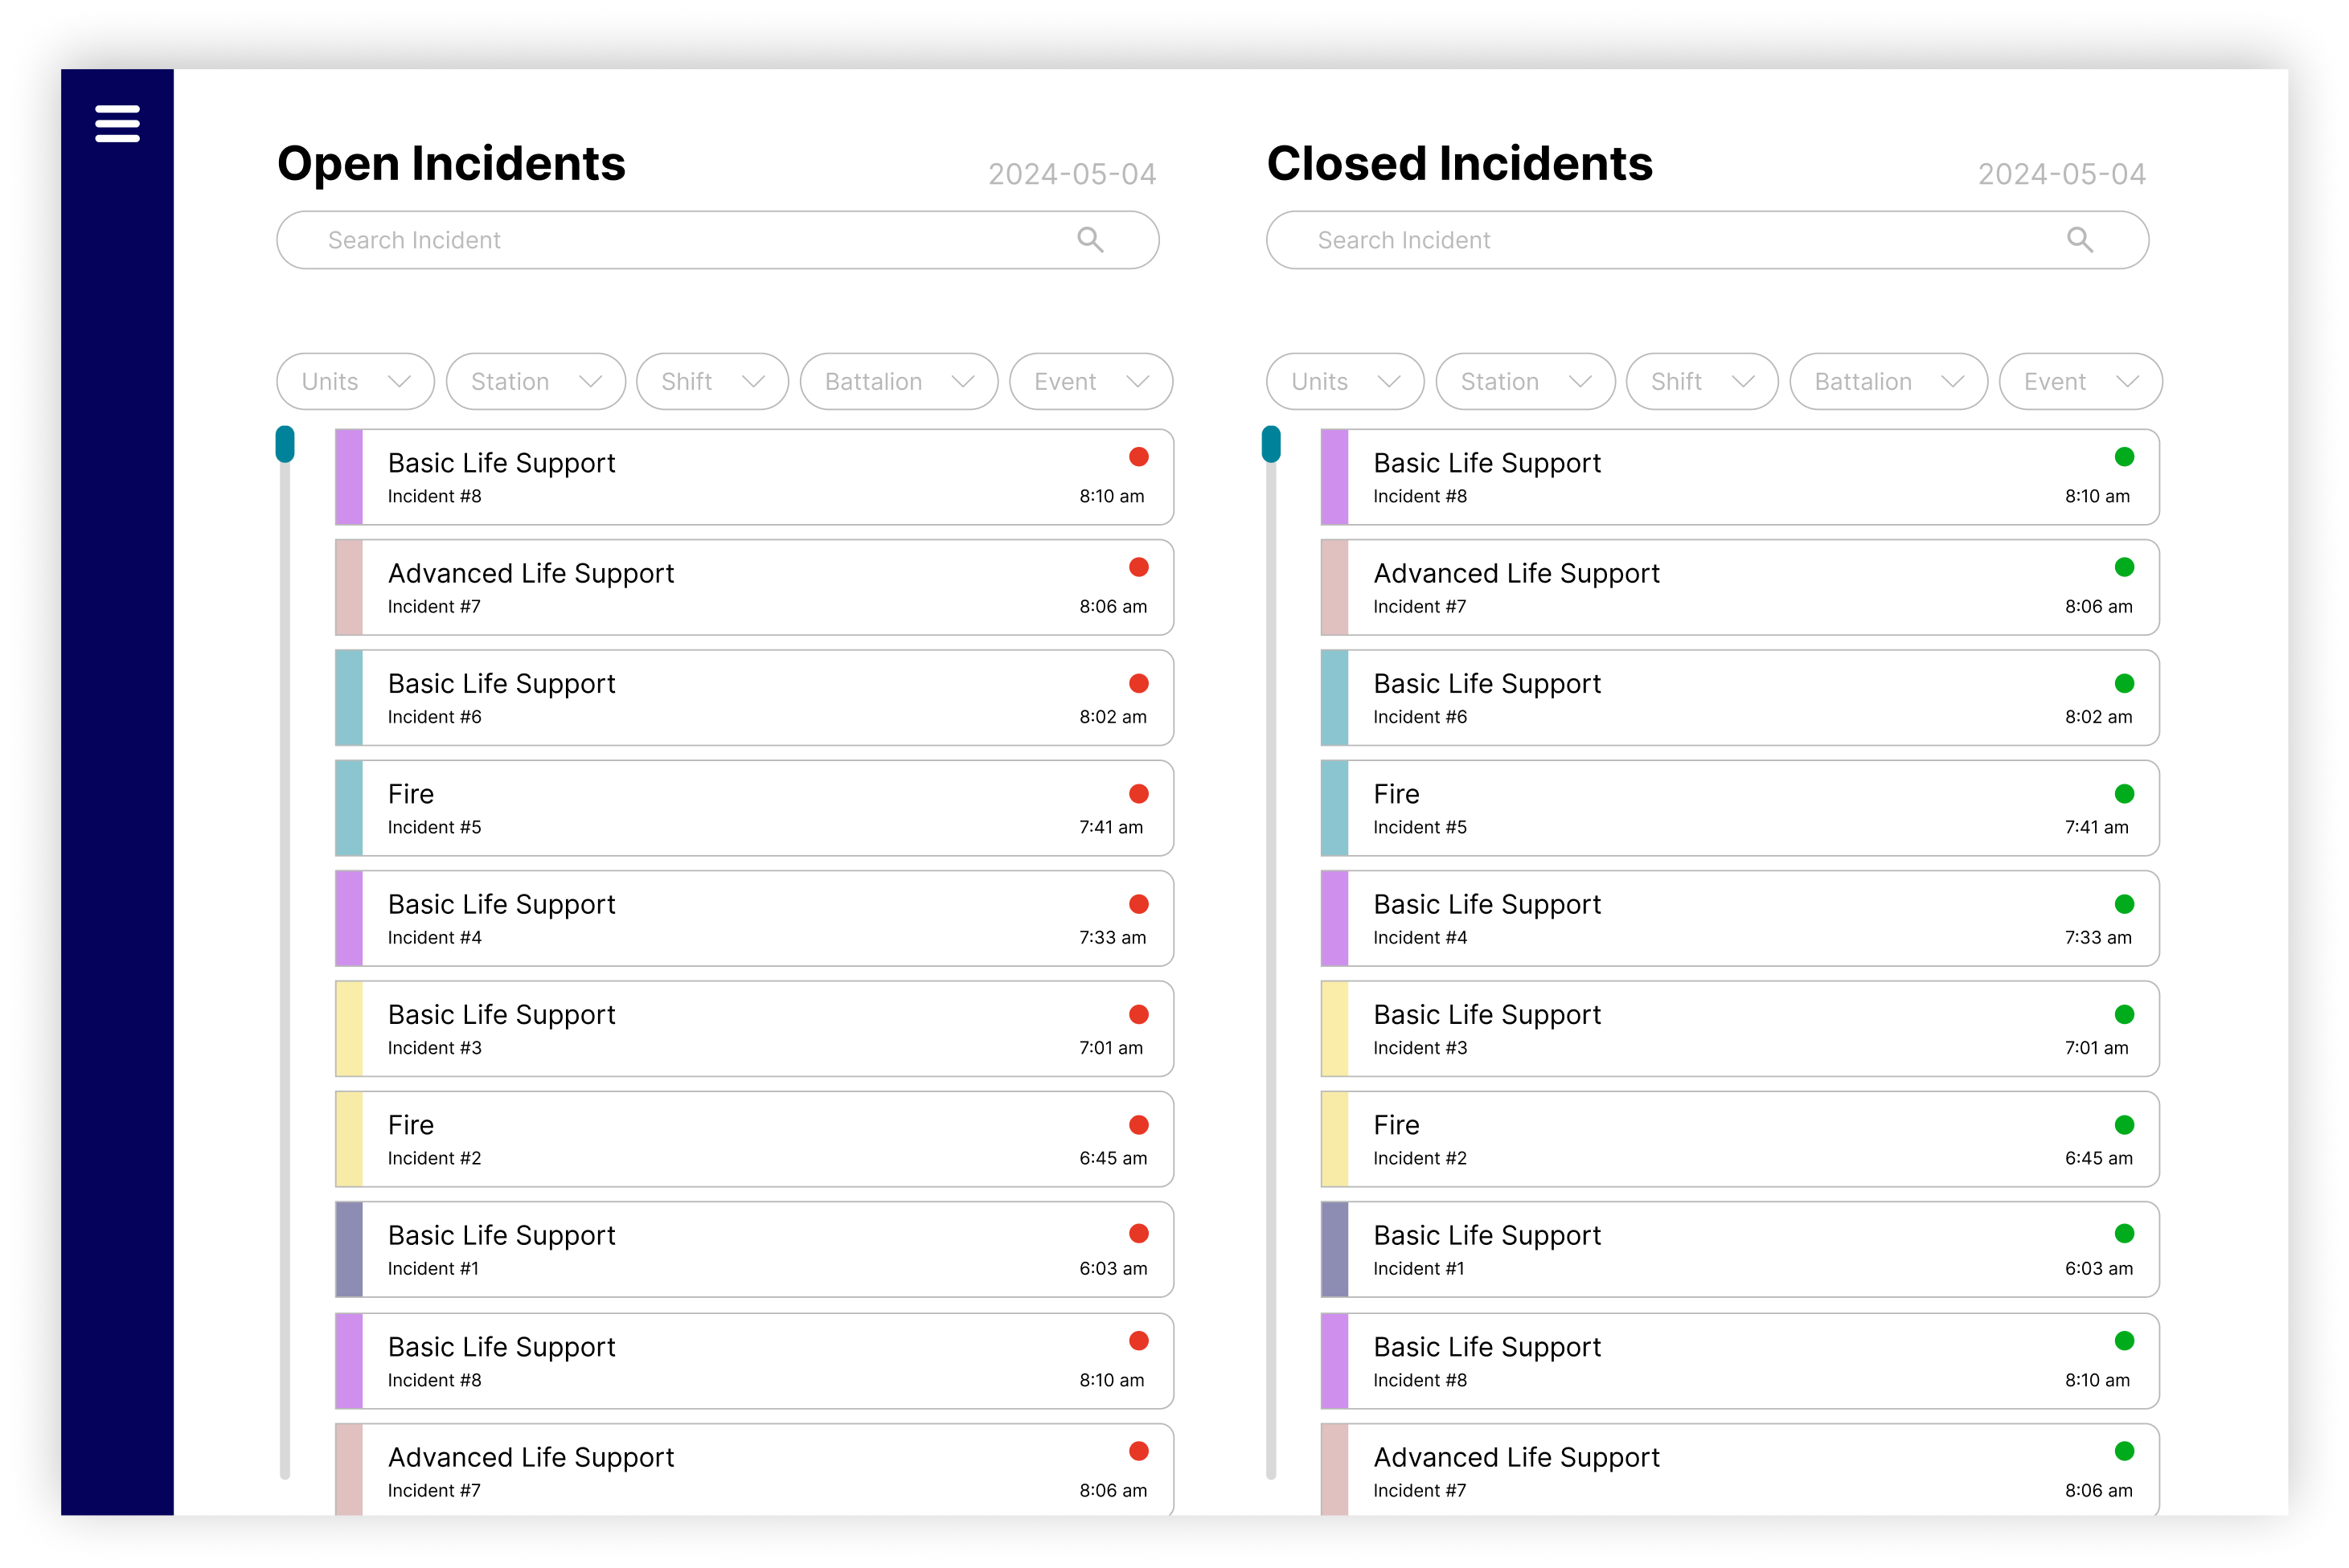 Open Incidents
2024-05-04
Search Incident
Units
Station
Shift
Battalion
Event
Basic Life Support
Incident #8
8:10 am
Advanced Life Support
Incident #7
8:06 am
Basic Life Support
Incident #6
8:02 am
Fire
Incident #5
7:41 am
Basic Life Support
Incident #4
7:33 am
Basic Life Support
Incident #3
7:01 am
Fire
Incident #2
6:45 am
Basic Life Support
Incident #1
6:03 am
Basic Life Support
Incident #8
8:10 am
Advanced Life Support
Incident #7
8:06 am
Closed Incidents
2024-05-04
Search Incident
Units
Station
Shift
Battalion
Event
Basic Life Support
Incident #8
8:10 am
Advanced Life Support
Incident #7
8:06 am
Basic Life Support
Incident #6
8:02 am
Fire
Incident #5
7:41 am
Basic Life Support
Incident #4
7:33 am
Basic Life Support
Incident #3
7:01 am
Fire
Incident #2
6:45 am
Basic Life Support
Incident #1
6:03 am
Basic Life Support
Incident #8
8:10 am
Advanced Life Support
Incident #7
8:06 am